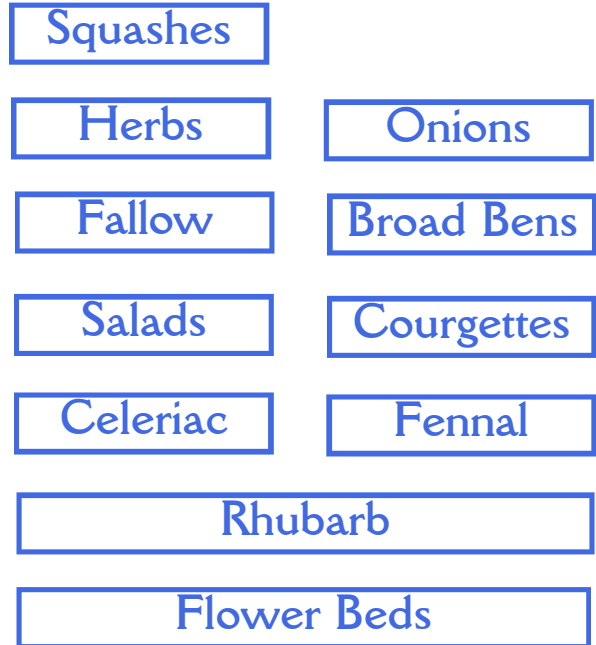 Squashes
Herbs
Onions
Fallow
Broad Bens
Salads
Courgettes
Celeriac
Fennal
Rhubarb
Flower Beds